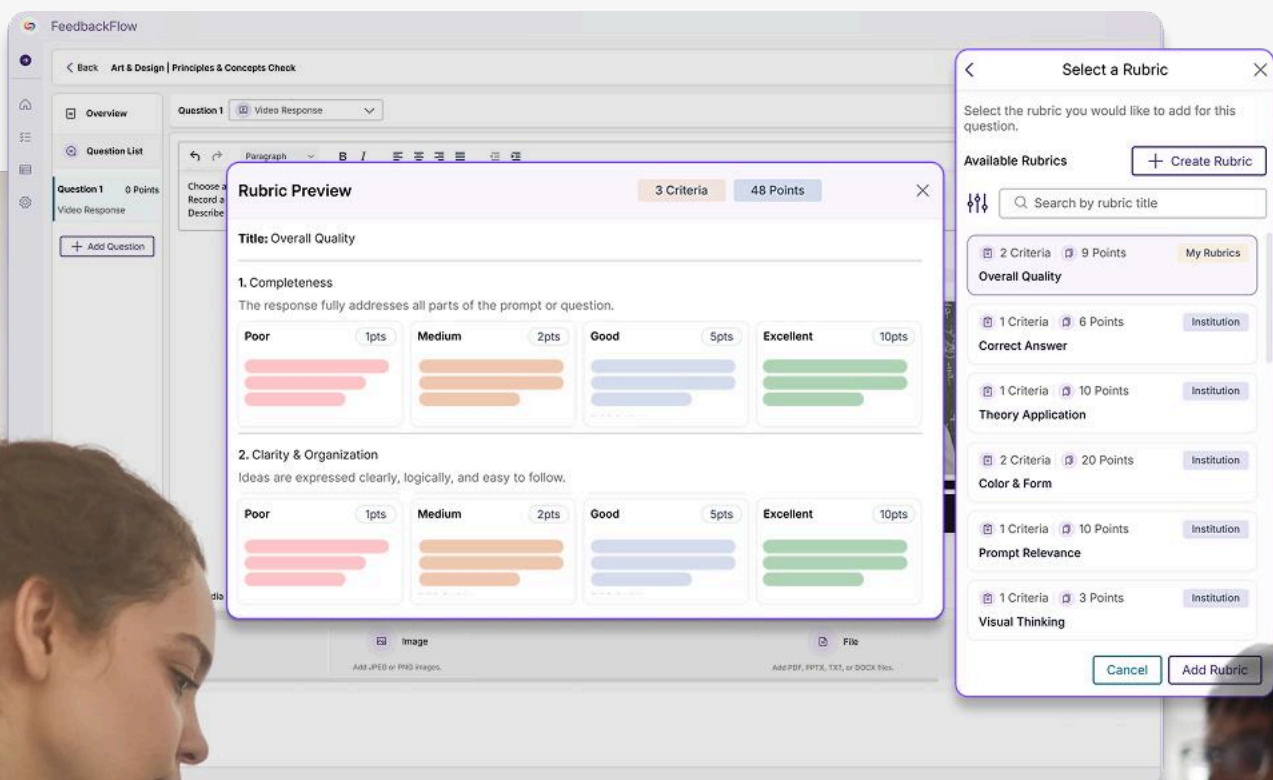 FeedbackFlow
Back Art & Design | Principles & Concepts Check
Overview
Question List
Question 1 0 Points
Video Response
Add Question
Question 1 Video Response
Paragraph B I
Choose a
Record a
Describe
Rubric Preview 3 Criteria 48 Points
Title: Overall Quality
1. Completeness
The response fully addresses all parts of the prompt or question.
Poor 1pts Medium 2pts Good 5pts Excellent 10pts
2. Clarity & Organization
Ideas are expressed clearly, logically, and easy to follow.
Poor 1pts Medium 2pts Good 5pts Excellent 10pts
Image
Add JPEG or PNG images.
File
Add PDF, PPTX, TXT, or DOCX files.
Select a Rubric
Select the rubric you would like to add for this
question.
Available Rubrics + Create Rubric
Search by rubric title
2 Criteria 9 Points My Rubrics
Overall Quality
1 Criteria 6 Points Institution
Correct Answer
1 Criteria 10 Points Institution
Theory Application
2 Criteria 20 Points Institution
Color & Form
1 Criteria 10 Points Institution
Prompt Relevance
1 Criteria 3 Points Institution
Visual Thinking
Cancel Add Rubric